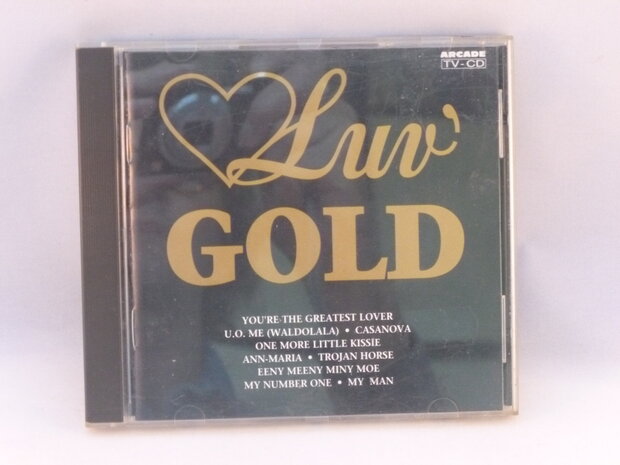 ARCADE
TV-CD
Luv'
GOLD
YOU'RE THE GREATEST LOVER
U.O. ME (WALDOLALA) • CASANOVA
ONE MORE LITTLE KISSIE
ANN-MARIA • TROJAN HORSE
EENY MEENY MINY MOE
MY NUMBER ONE • MY MAN